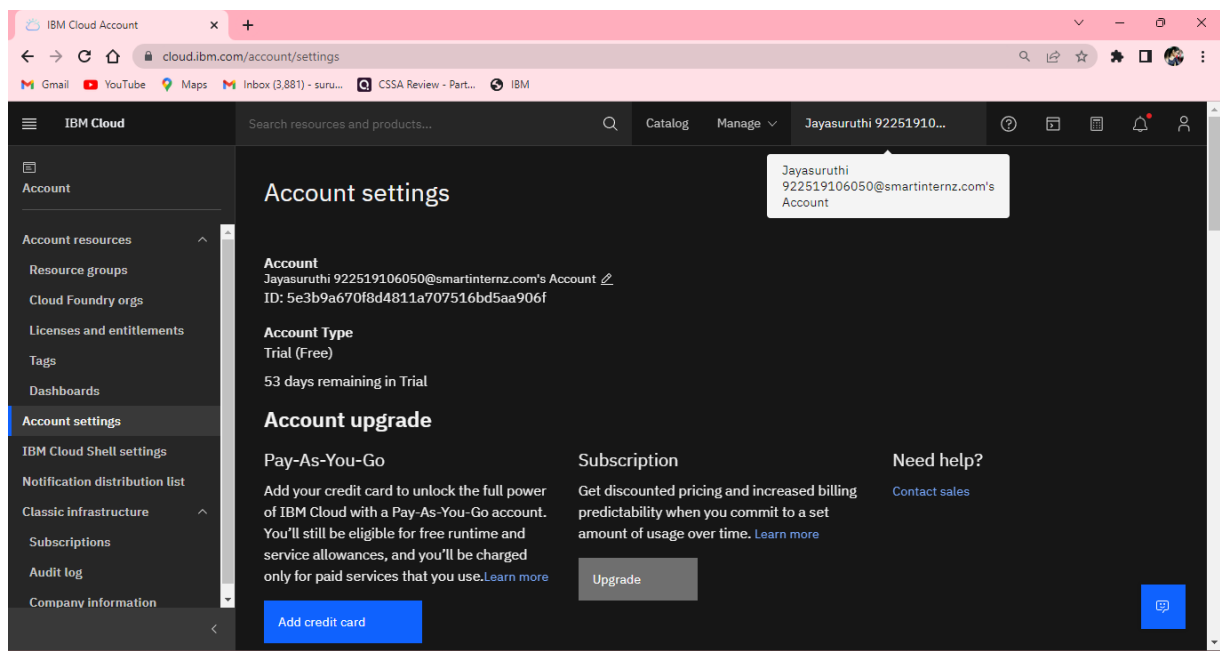 IBM Cloud Account
cloud.ibm.com/account/settings
Gmail YouTube Maps Inbox (3,881) - suru... CSSA Review - Part... IBM
IBM Cloud
Search resources and products...
Catalog Manage Jayasuruthi 92251910...
Jayasuruthi
922519106050@smartinternz.com's
Account
Account
Account resources
Resource groups
Cloud Foundry orgs
Licenses and entitlements
Tags
Dashboards
Account settings
IBM Cloud Shell settings
Notification distribution list
Classic infrastructure
Subscriptions
Audit log
Company information
Account settings
Account
Jayasuruthi 922519106050@smartinternz.com's Account
ID: 5e3b9a670f8d4811a707516bd5aa906f
Account Type
Trial (Free)
53 days remaining in Trial
Account upgrade
Pay-As-You-Go
Add your credit card to unlock the full power
of IBM Cloud with a Pay-As-You-Go account.
You'll still be eligible for free runtime and
service allowances, and you'll be charged
only for paid services that you use.Learn more
Add credit card
Subscription
Get discounted pricing and increased billing
predictability when you commit to a set
amount of usage over time. Learn more
Upgrade
Need help?
Contact sales